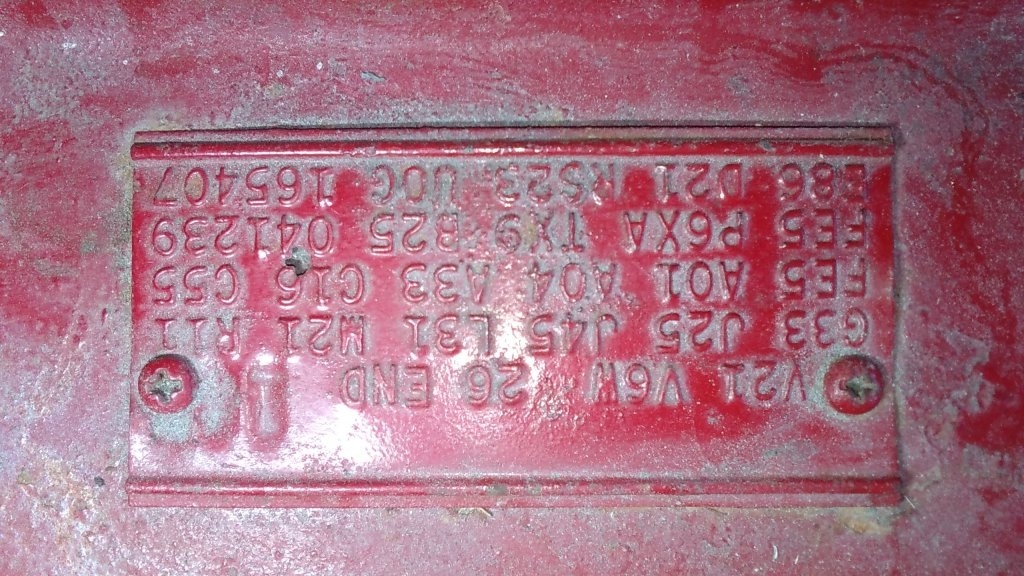 V21 V6W 26 END
G33 J25 J45 L31 M21 R11
FE5 A01 A04 A33 C16 C55
FE5 P6XA TX9 B25 041239
E86 D21 RS23 U0G 165407